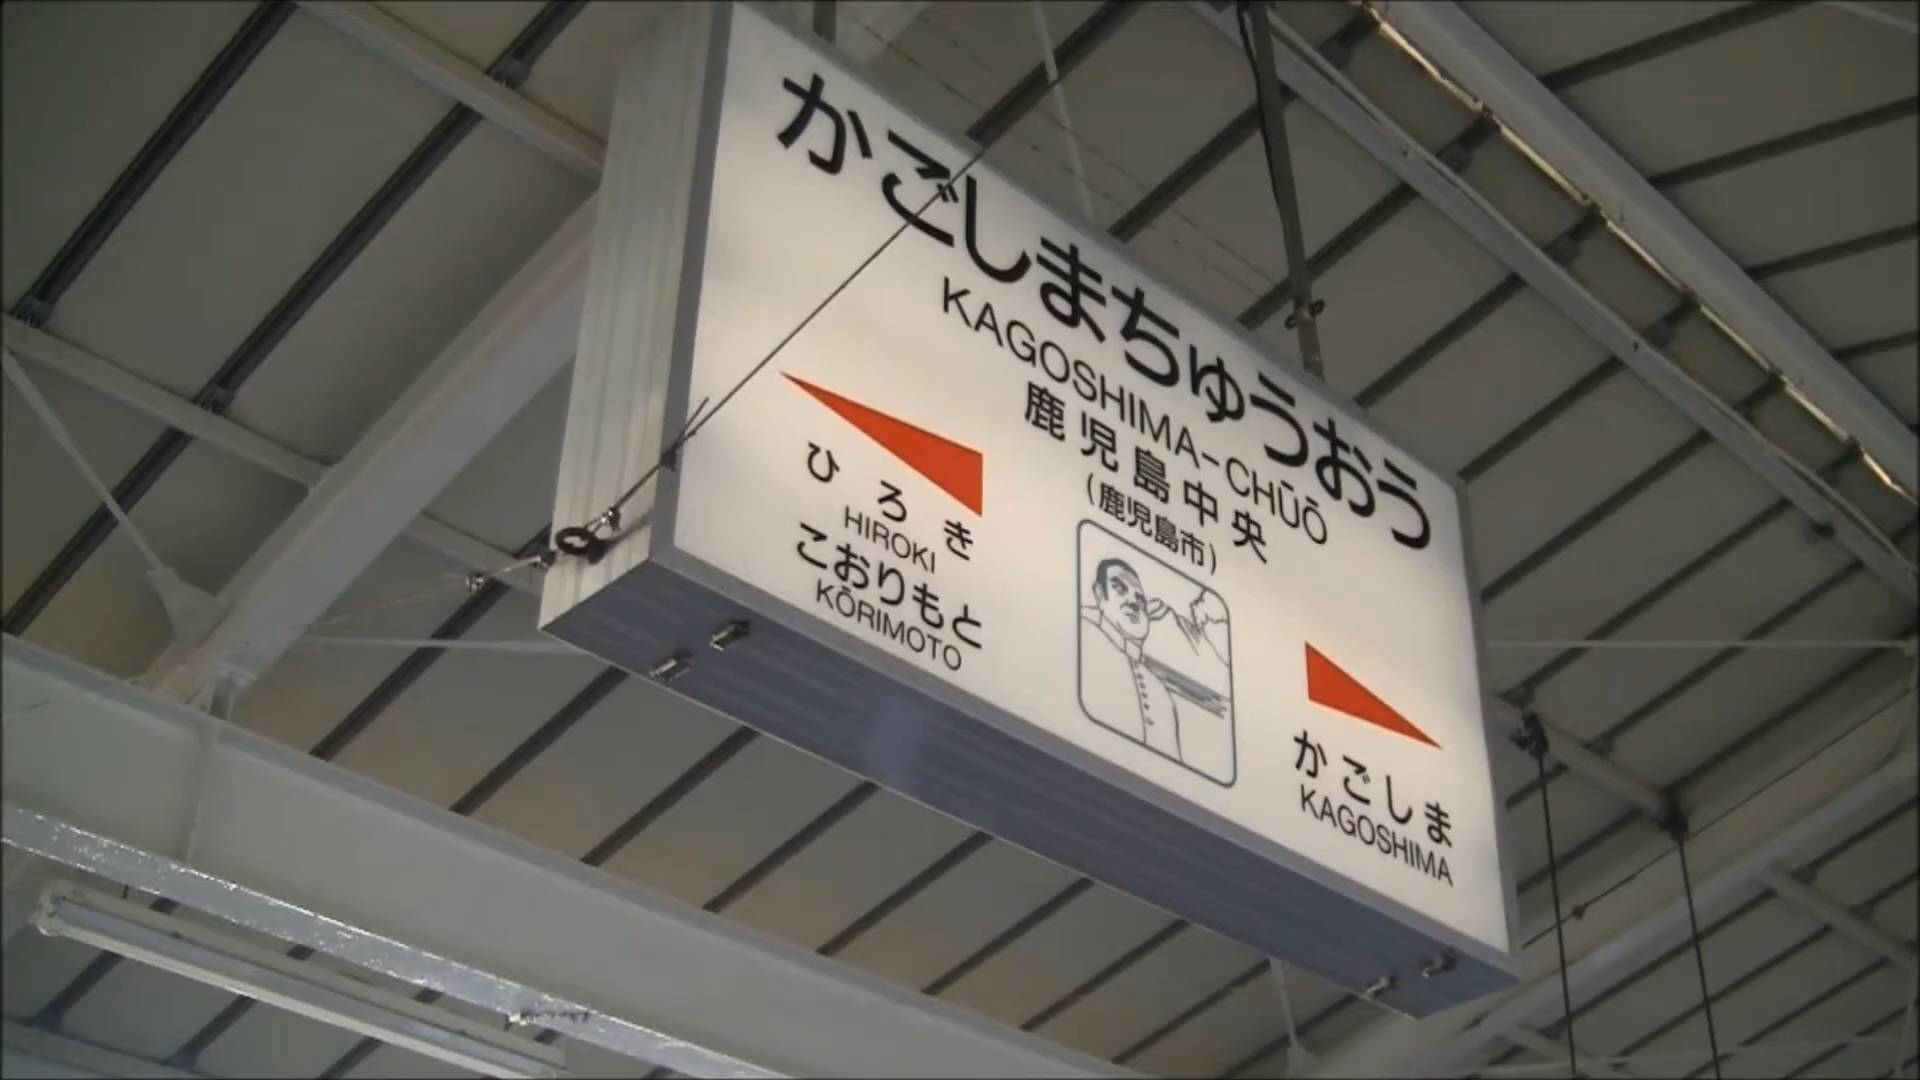 かごしまちゅうおう
KAGOSHIMA-CHŪŌ
鹿児島中央
(鹿児島市)
ひろき
HIROKI
こおりもと
KŌRIMOTO
かごしま
KAGOSHIMA